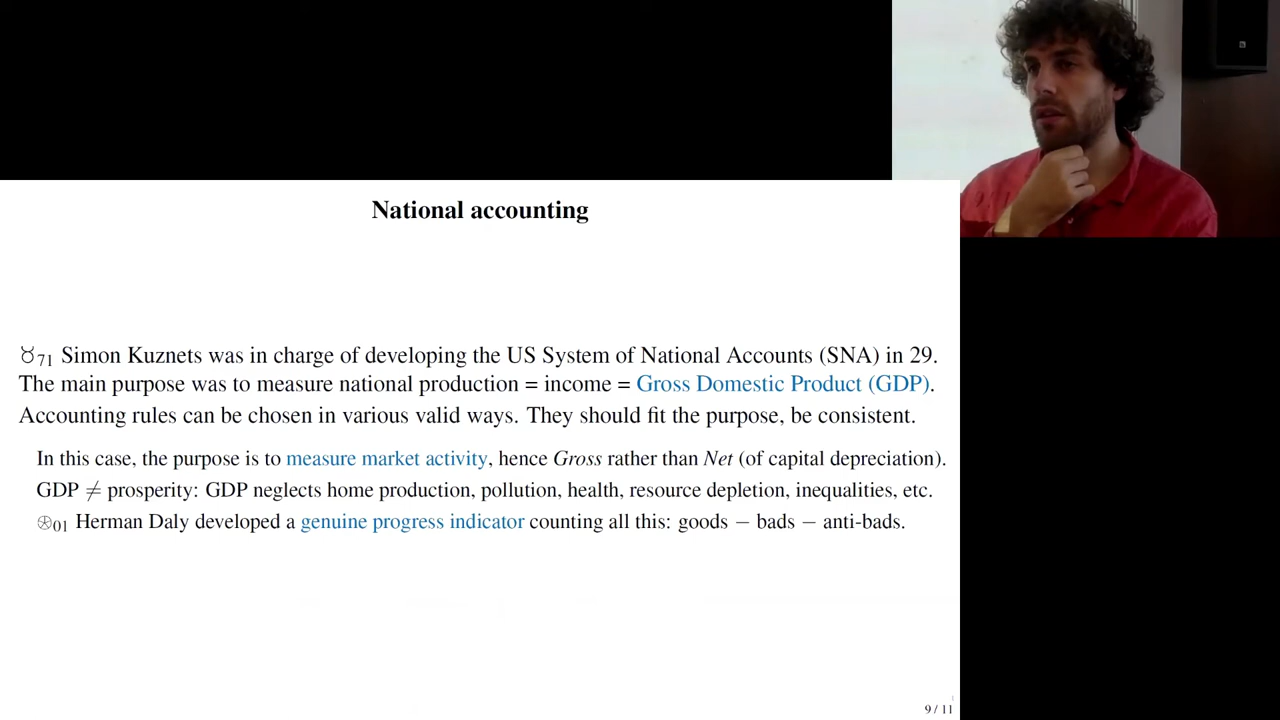 National accounting
♉71 Simon Kuznets was in charge of developing the US System of National Accounts (SNA) in 29.
The main purpose was to measure national production = income = Gross Domestic Product (GDP).
Accounting rules can be chosen in various valid ways. They should fit the purpose, be consistent.
In this case, the purpose is to measure market activity, hence Gross rather than Net (of capital depreciation).
GDP ≠ prosperity: GDP neglects home production, pollution, health, resource depletion, inequalities, etc.
⊛01 Herman Daly developed a genuine progress indicator counting all this: goods − bads − anti-bads.
9 / 11